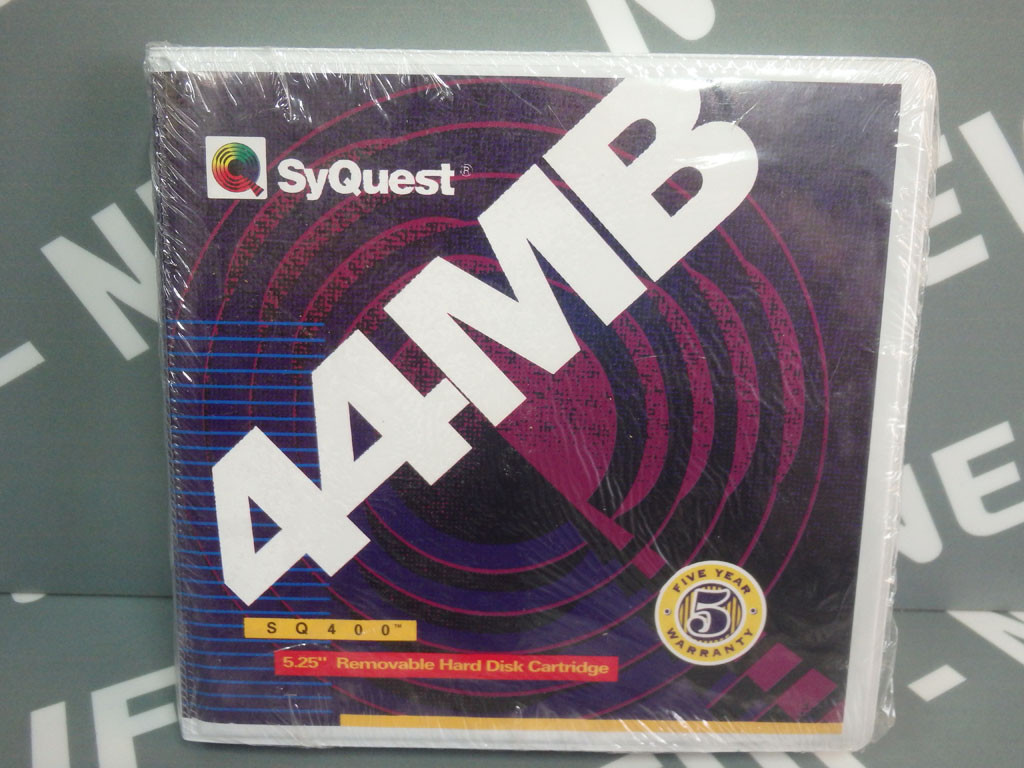 SyQuest®
44MB
SQ400™
5.25" Removable Hard Disk Cartridge
FIVE YEAR
5
WARRANTY